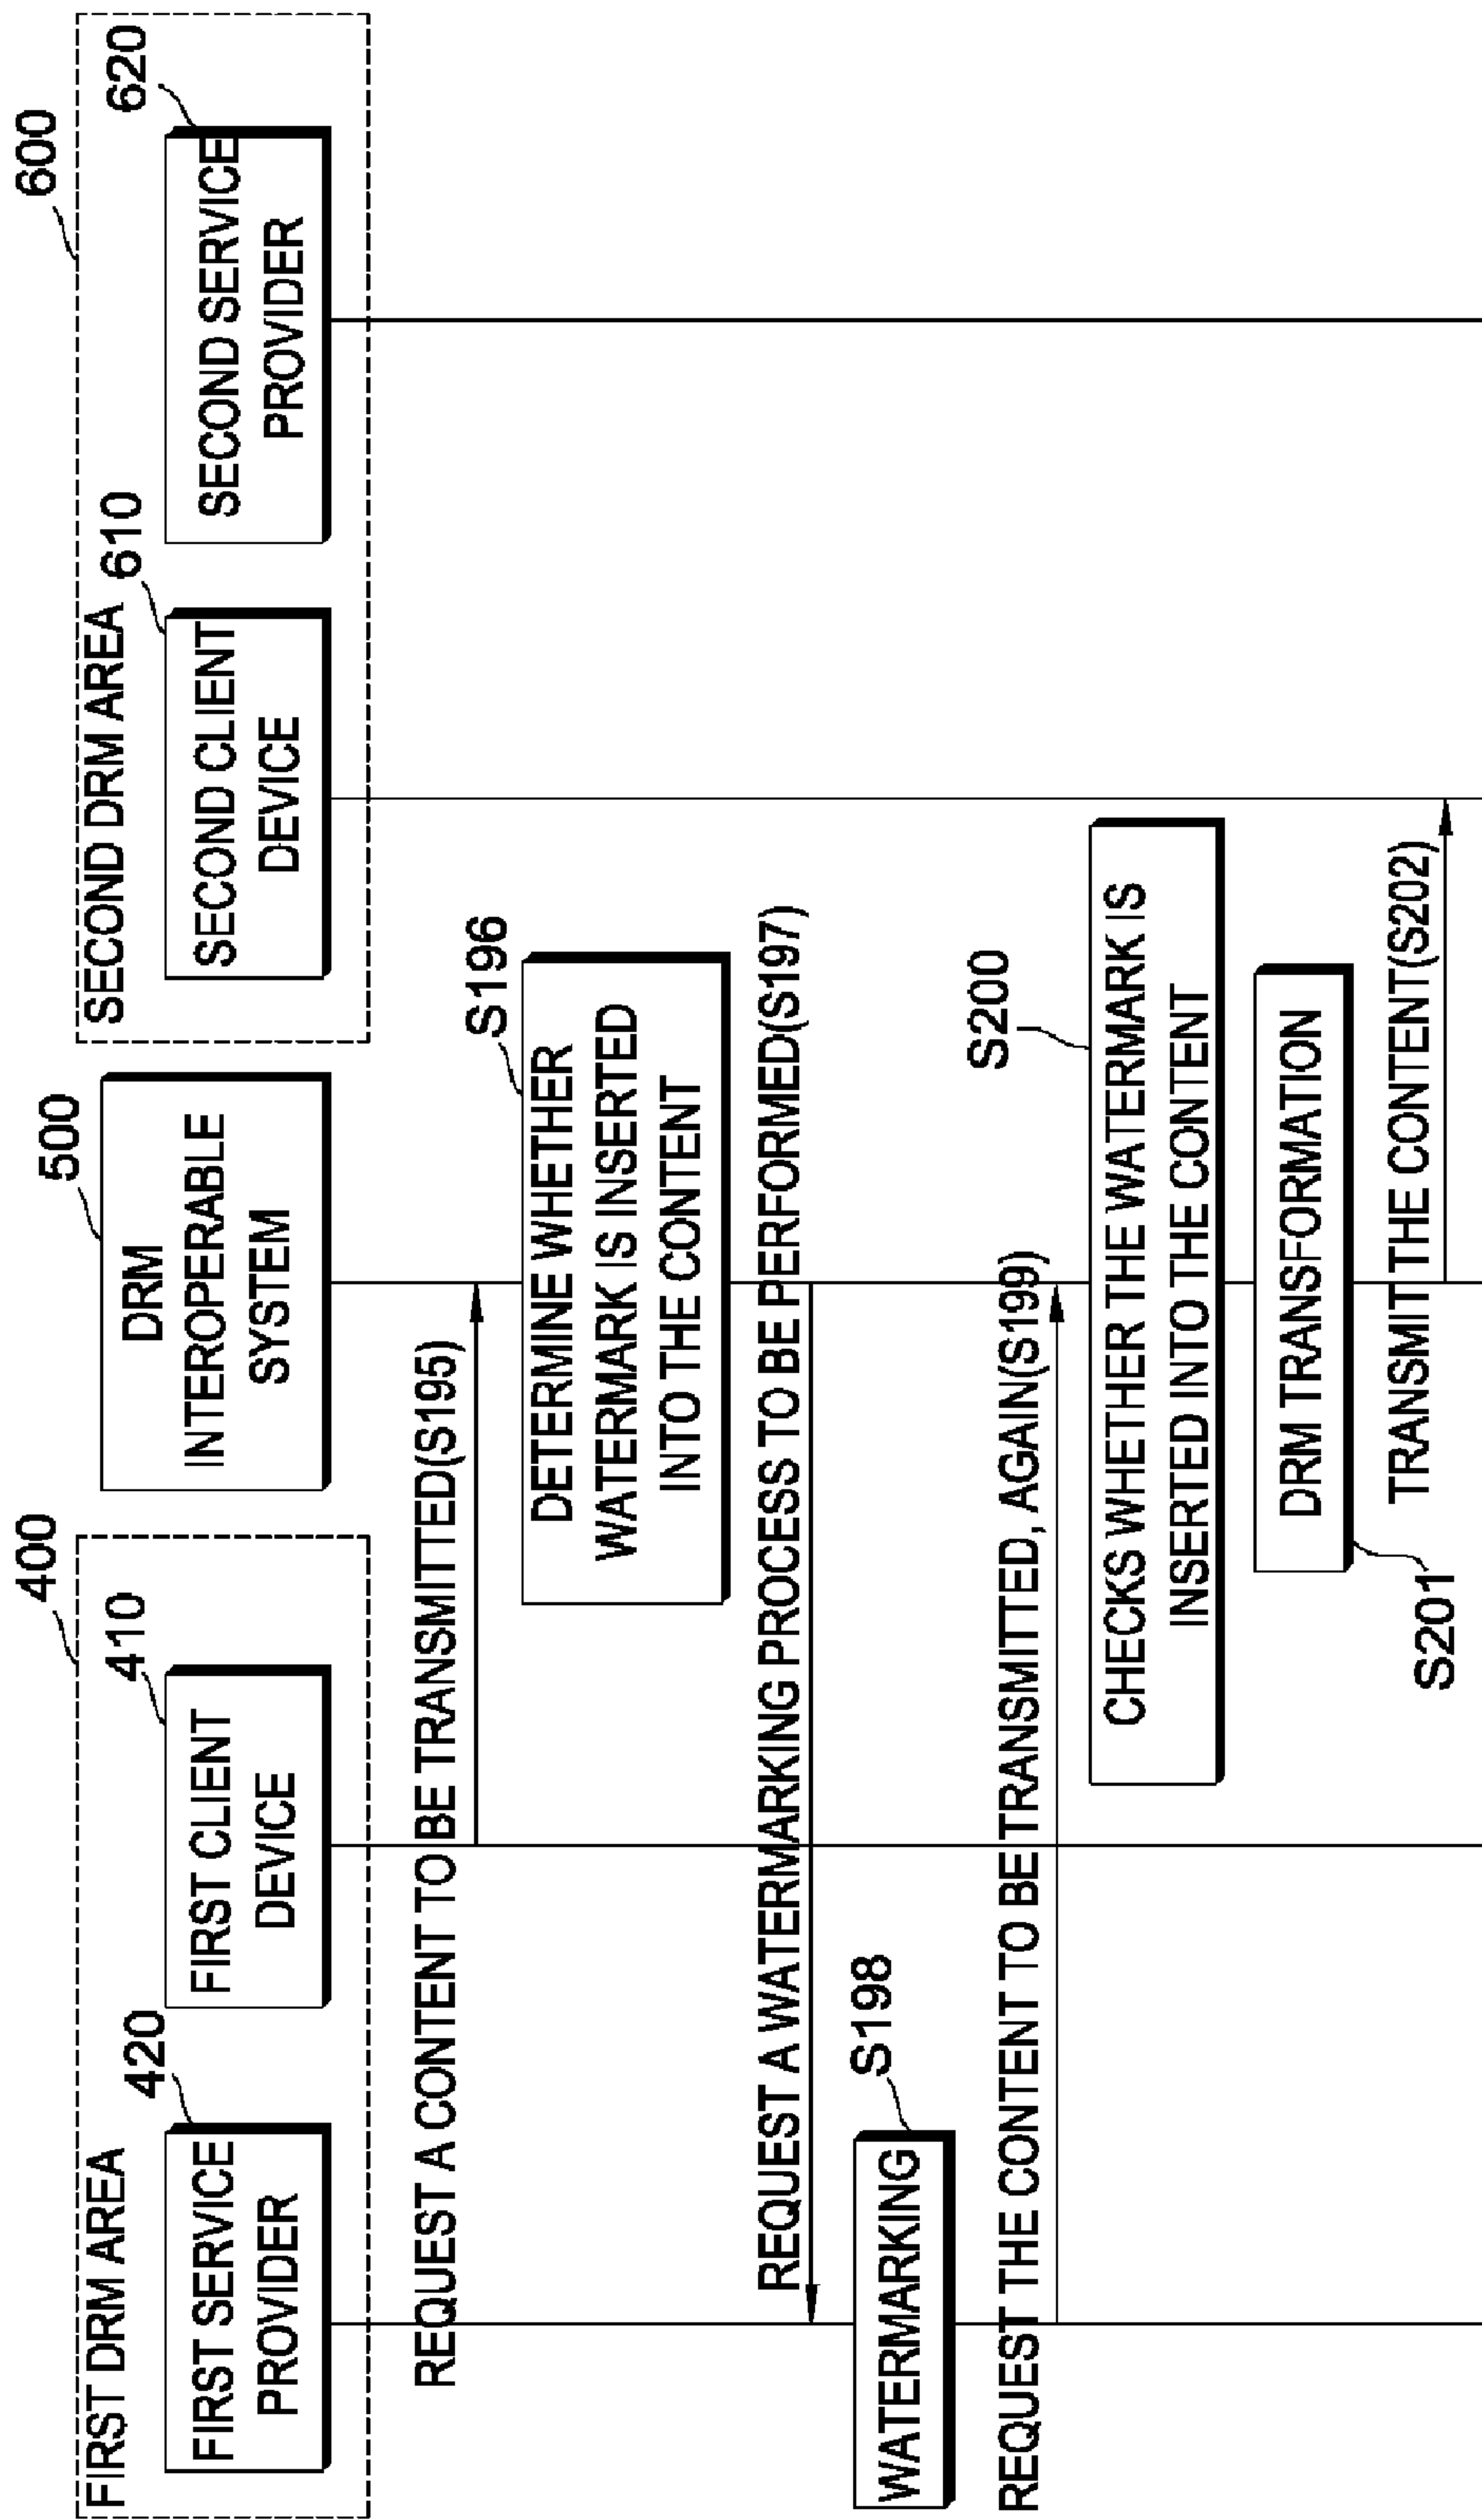 FIRST DRM AREA
400
420
FIRST SERVICE
PROVIDER
410
FIRST CLIENT
DEVICE
500
DRM
INTEROPERABLE
SYSTEM
600
SECOND DRM AREA
610
SECOND CLIENT
DEVICE
620
SECOND SERVICE
PROVIDER
REQUEST A CONTENT TO BE TRANSMITTED(S195)
S196
DETERMINE WHETHER
WATERMARK IS INSERTED
INTO THE CONTENT
REQUEST A WATERMARKING PROCESS TO BE PERFORMED(S197)
S198
WATERMARKING
REQUEST THE CONTENT TO BE TRANSMITTED, AGAIN(S199)
S200
CHECKS WHETHER THE WATERMARK IS
INSERTED INTO THE CONTENT
DRM TRANSFORMATION
S201
TRANSMIT THE CONTENT(S202)